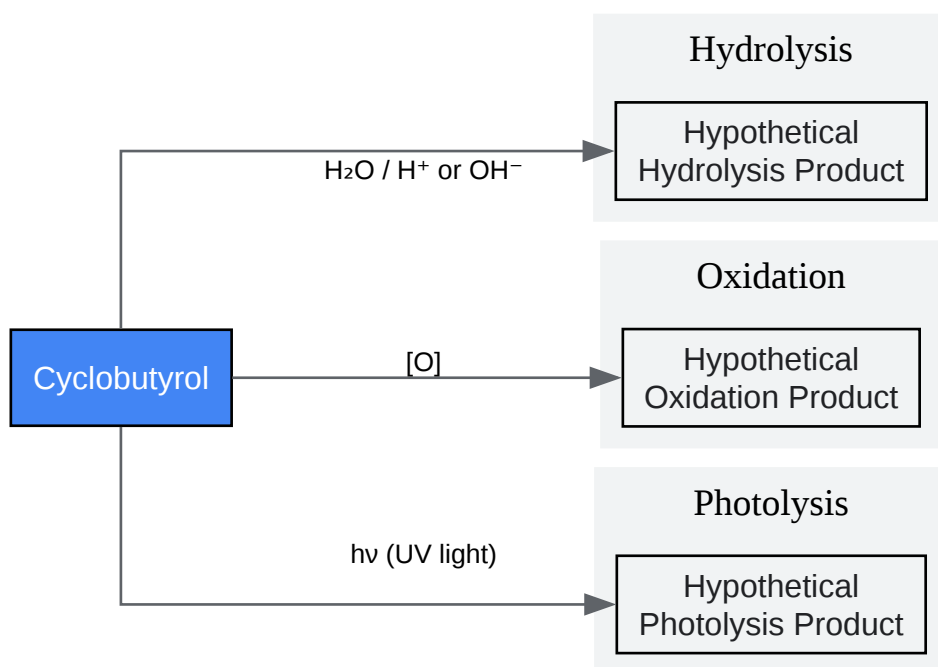 Hydrolysis
Hypothetical
Hydrolysis Product
H₂O / H⁺ or OH⁻
Oxidation
Hypothetical
Oxidation Product
[O]
Cyclobutyrol
Photolysis
hν (UV light)
Hypothetical
Photolysis Product